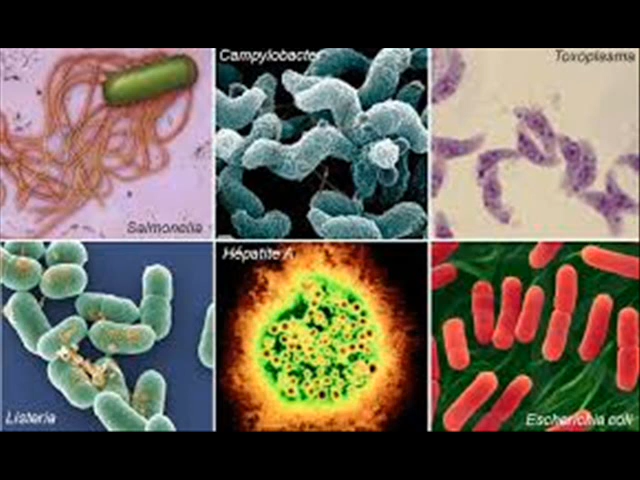 Campylobacter
Toxoplasma
Salmonella
Hépatite A
Listeria
Escherichia coli